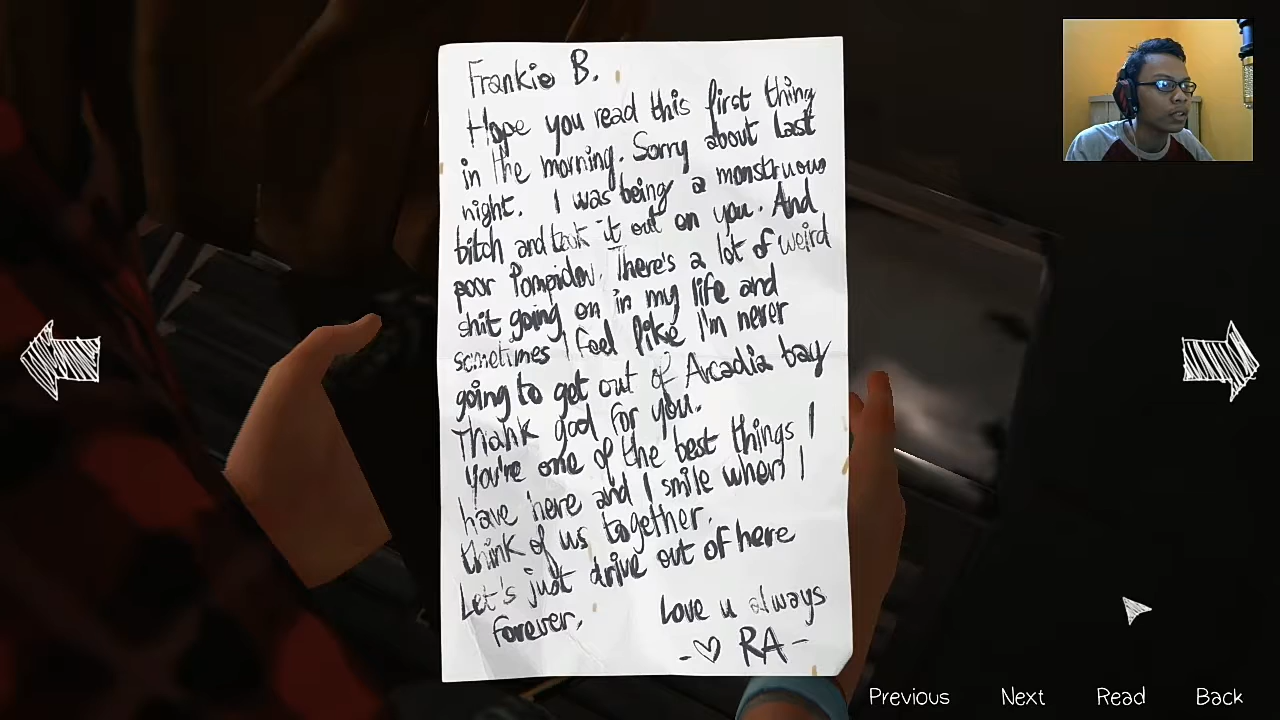 Frankie B.
Hope you read this first thing
in the morning. Sorry about last
night. I was being a monstruous
bitch and took it out on you. And
poor Pompidou. There's a lot of weird
shit going on in my life and
sometimes I feel like I'm never
going to get out of Arcadia bay
Thank god for you.
You're one of the best things I
have here and I smile when I
think of us together.
Let's just drive out of here
forever.
Love u always
-♡ RA-
Previous Next Read Back